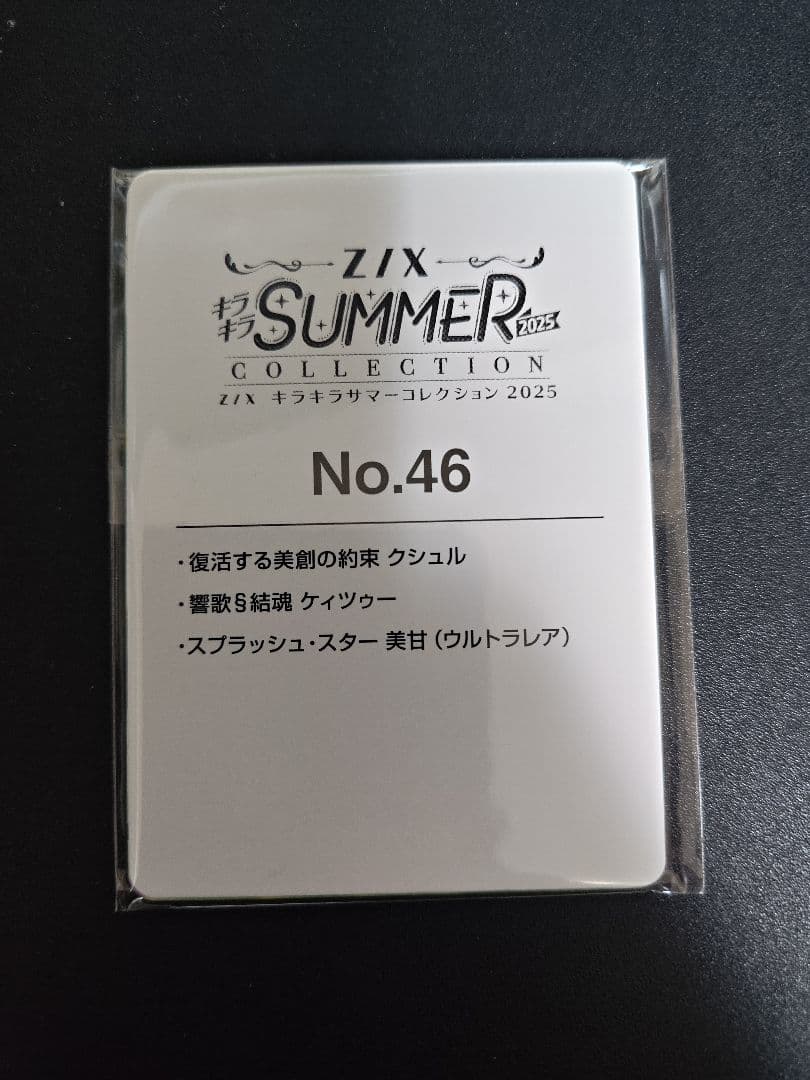 Z/X
キラキラ SUMMER 2025
COLLECTION
Z/X キラキラサマーコレクション 2025
No.46
・復活する美創の約束 クシュル
・響歌§結魂 ケィツゥー
・スプラッシュ・スター 美甘（ウルトラレア）